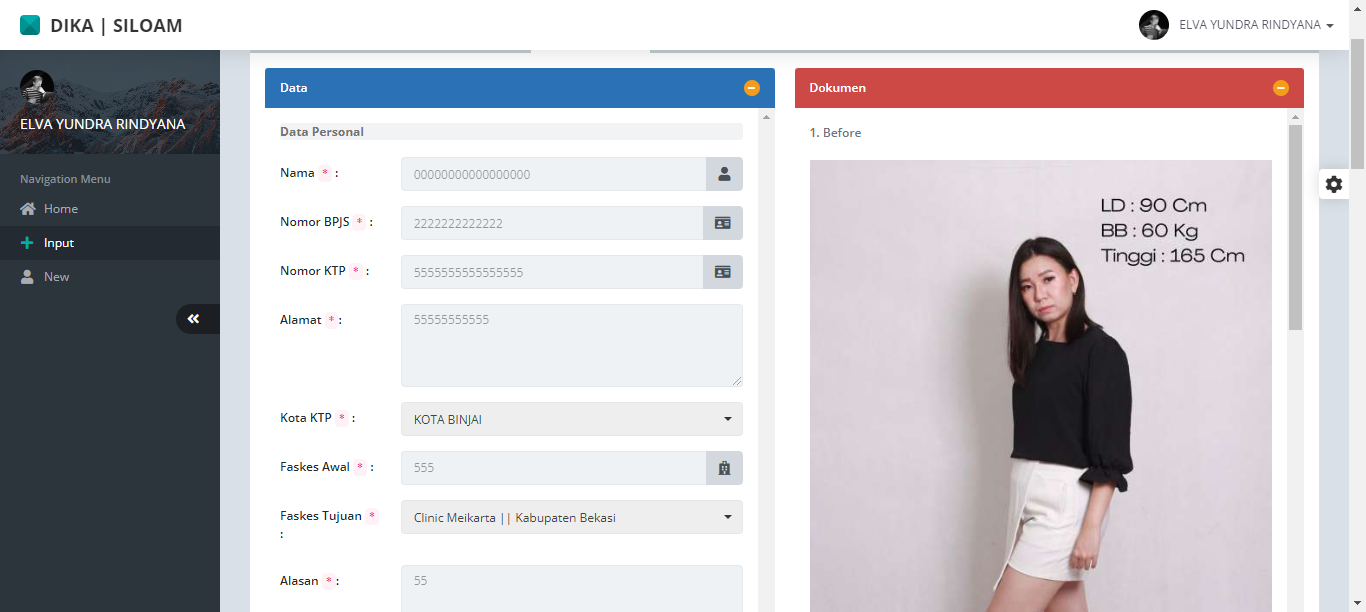 DIKA | SILOAM
ELVA YUNDRA RINDYANA
ELVA YUNDRA RINDYANA
Navigation Menu
Home
Input
New
Data
Data Personal
Nama * :
00000000000000000
Nomor BPJS * :
2222222222222
Nomor KTP * :
5555555555555555
Alamat * :
55555555555
Kota KTP * :
KOTA BINJAI
Faskes Awal * :
555
Faskes Tujuan *
:
Clinic Meikarta || Kabupaten Bekasi
Alasan * :
55
Dokumen
1. Before
LD : 90 Cm
BB : 60 Kg
Tinggi : 165 Cm